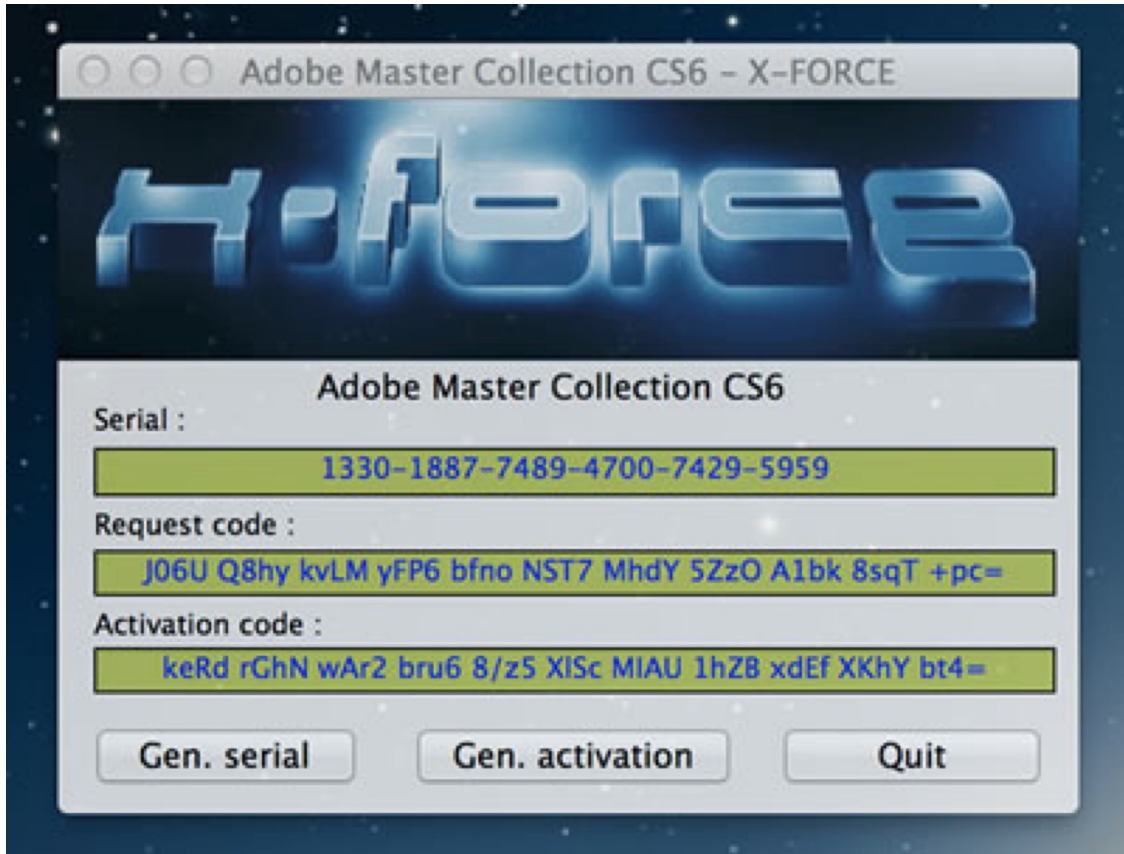 Adobe Master Collection CS6 – X-FORCE
X-force
Adobe Master Collection CS6
Serial :
1330-1887-7489-4700-7429-5959
Request code :
J06U Q8hy kvLM yFP6 bfno NST7 MhdY 5ZzO A1bk 8sqT +pc=
Activation code :
keRd rGhN wAr2 bru6 8/z5 XlSc MIAU 1hZB xdEf XKhY bt4=
Gen. serial Gen. activation Quit